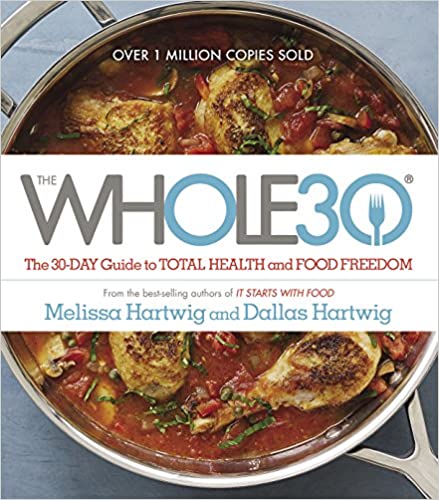 OVER 1 MILLION COPIES SOLD
THE
WHOLE30®
The 30-DAY Guide to TOTAL HEALTH and FOOD FREEDOM
From the best-selling authors of IT STARTS WITH FOOD
Melissa Hartwig and Dallas Hartwig